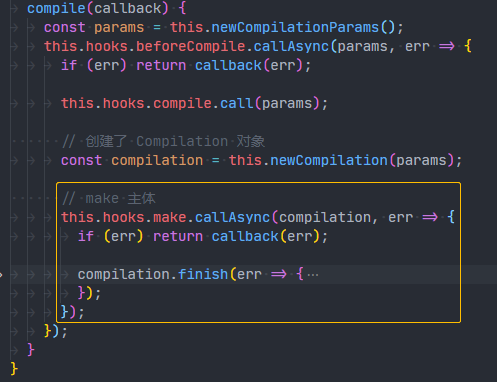 compile(callback) {
const params = this.newCompilationParams();
this.hooks.beforeCompile.callAsync(params, err => {
if (err) return callback(err);
this.hooks.compile.call(params);
// 创建了 Compilation 对象
const compilation = this.newCompilation(params);
// make 主体
this.hooks.make.callAsync(compilation, err => {
if (err) return callback(err);
compilation.finish(err => {⋯
});
});
});
}
}